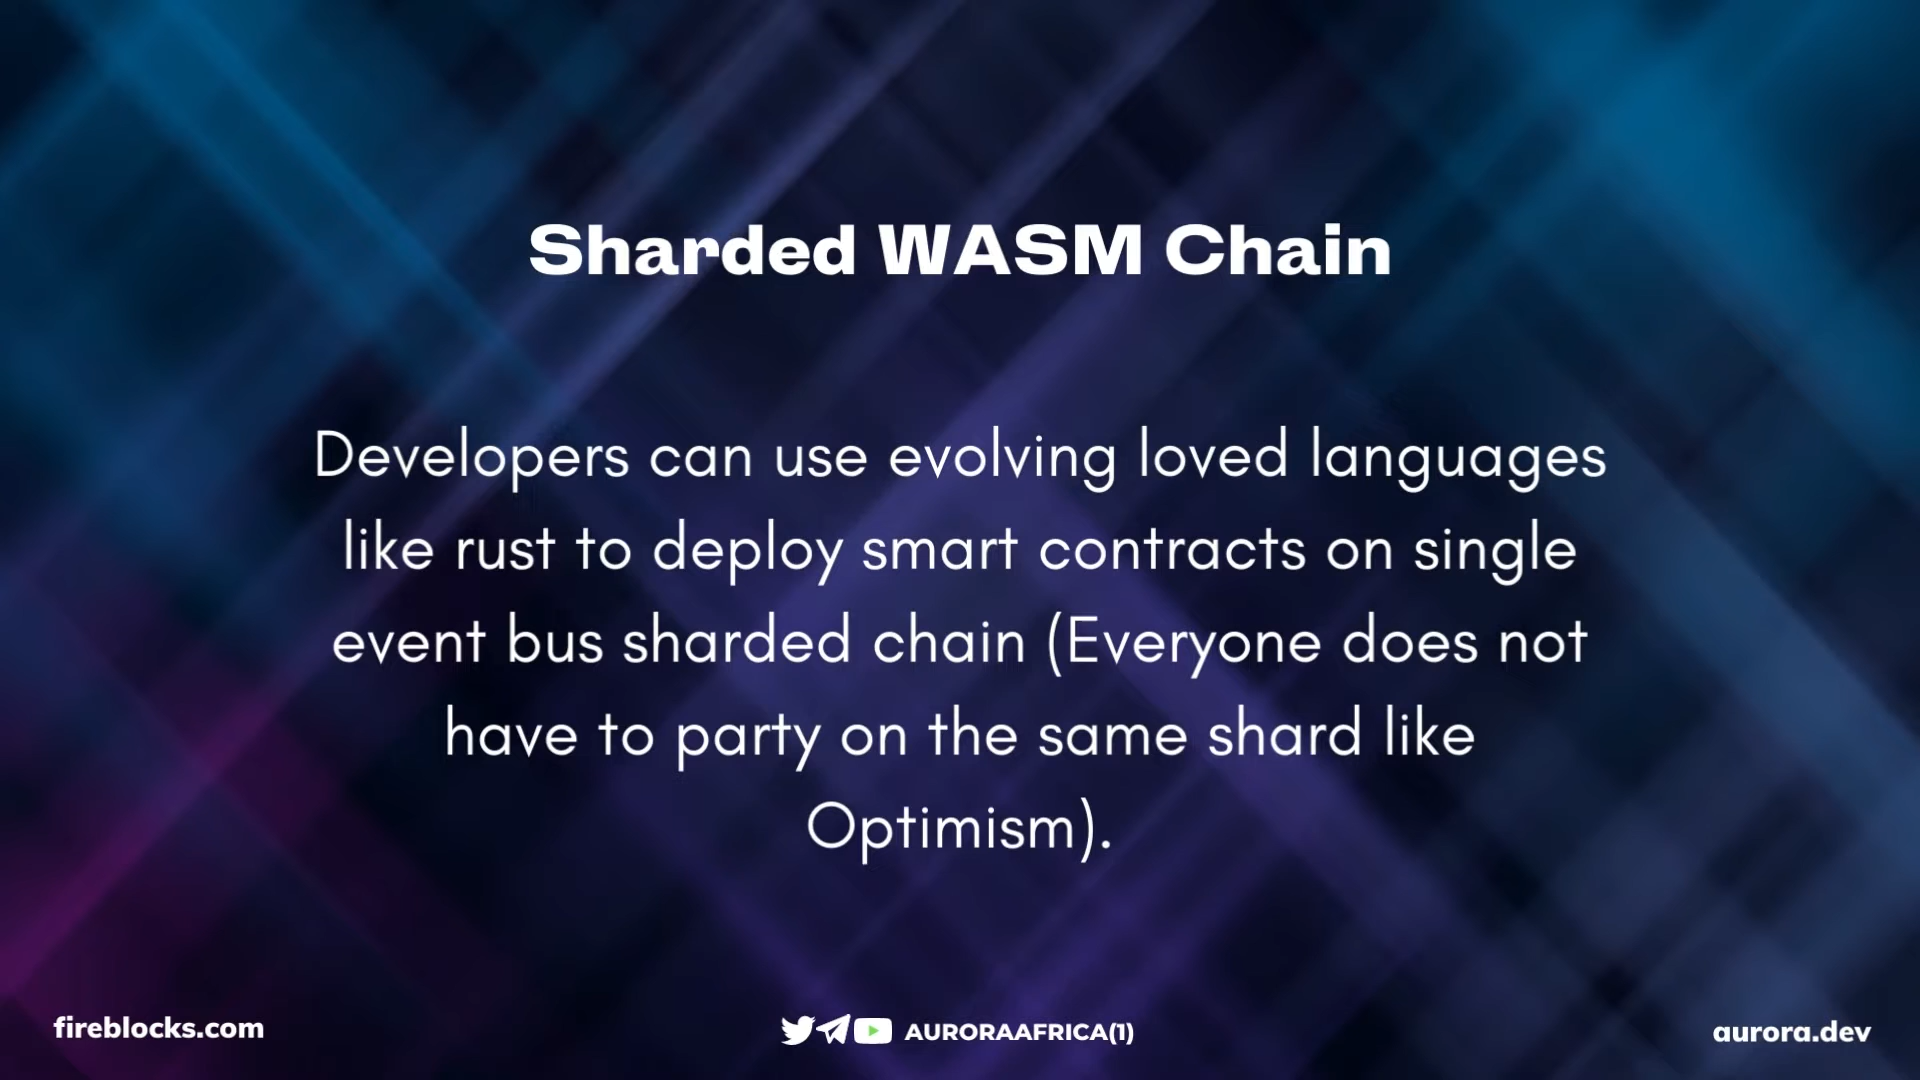 Sharded WASM Chain
Developers can use evolving loved languages
like rust to deploy smart contracts on single
event bus sharded chain (Everyone does not
have to party on the same shard like
Optimism).
fireblocks.com
AURORAAFRICA(1)
aurora.dev